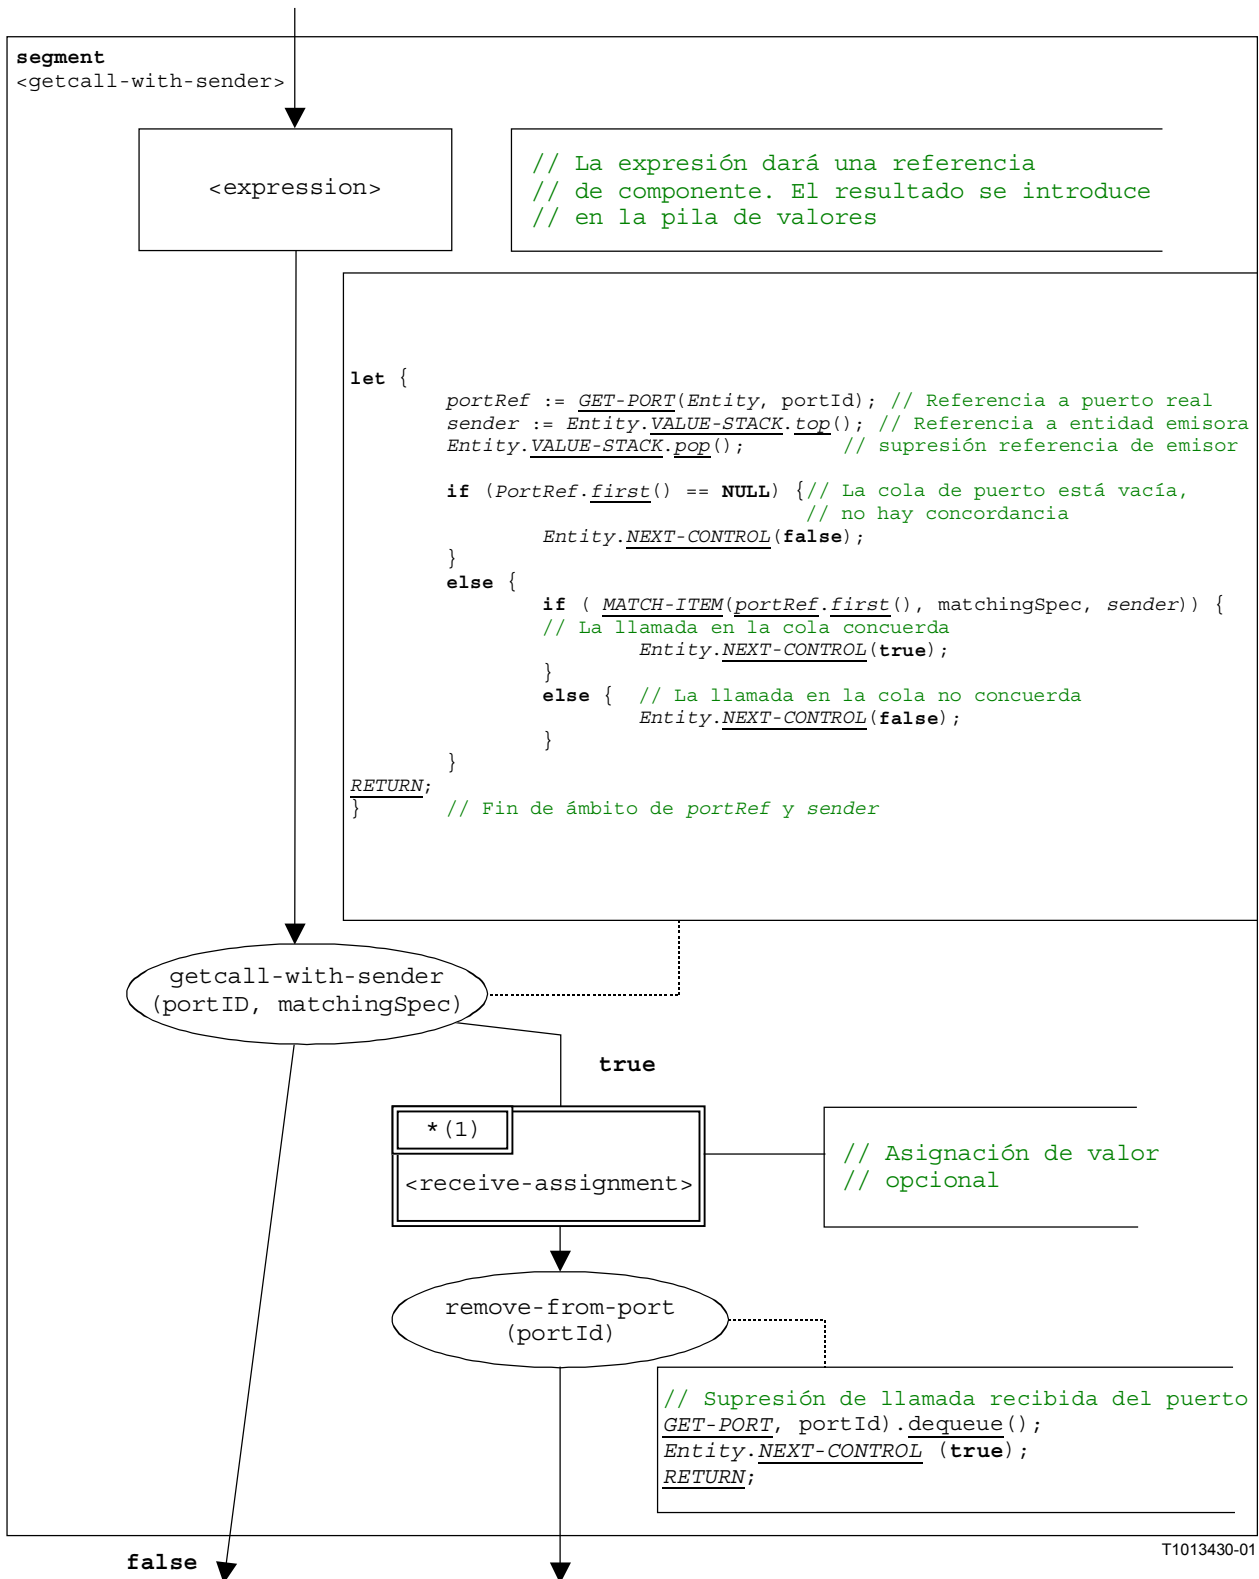 segment
<getcall-with-sender>
<expression>
// La expresión dará una referencia
// de componente. El resultado se introduce
// en la pila de valores
let {
portRef := GET-PORT(Entity, portId); // Referencia a puerto real
sender := Entity.VALUE-STACK.top(); // Referencia a entidad emisora
Entity.VALUE-STACK.pop(); // supresión referencia de emisor
if (PortRef.first() == NULL) {// La cola de puerto está vacía,
// no hay concordancia
Entity.NEXT-CONTROL(false);
}
else {
if ( MATCH-ITEM(portRef.first(), matchingSpec, sender)) {
// La llamada en la cola concuerda
Entity.NEXT-CONTROL(true);
}
else { // La llamada en la cola no concuerda
Entity.NEXT-CONTROL(false);
}
}
RETURN;
} // Fin de ámbito de portRef y sender
getcall-with-sender
(portID, matchingSpec)
true
*(1)
<receive-assignment>
// Asignación de valor
// opcional
remove-from-port
(portId)
// Supresión de llamada recibida del puerto
GET-PORT, portId).dequeue();
Entity.NEXT-CONTROL (true);
RETURN;
false
T1013430-01